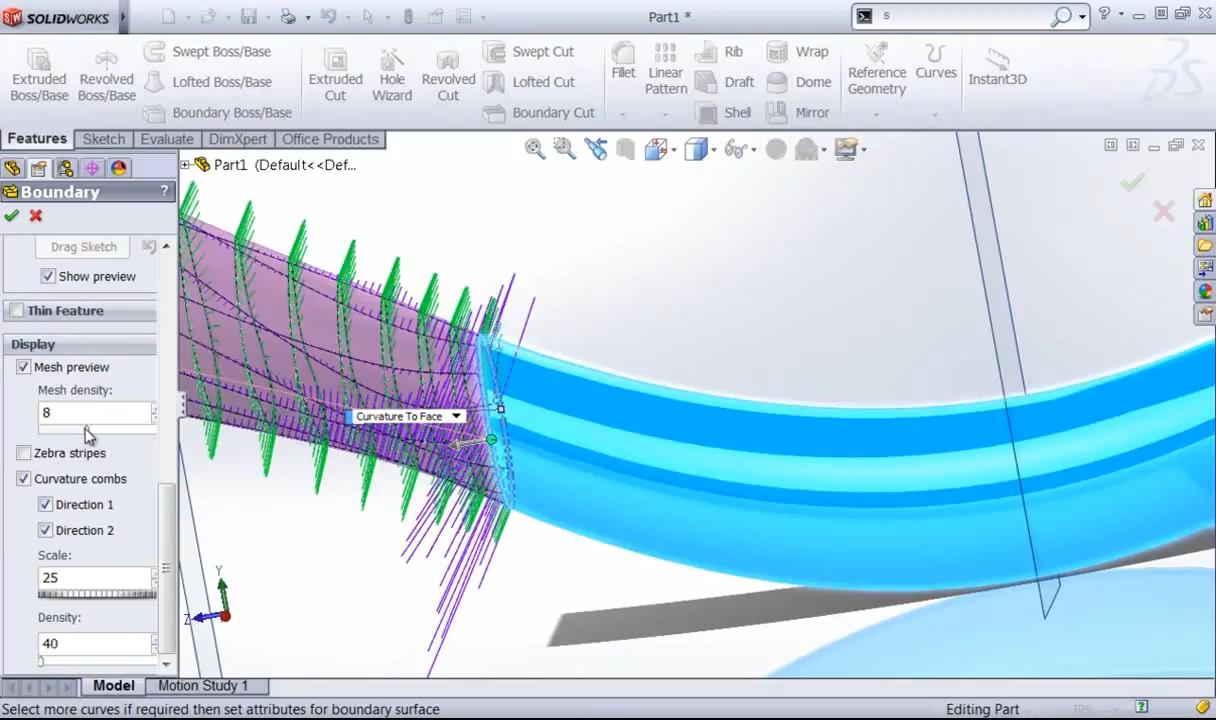 SOLIDWORKS
Part1 *
s
Extruded Boss/Base
Revolved Boss/Base
Swept Boss/Base
Lofted Boss/Base
Boundary Boss/Base
Extruded Cut
Hole Wizard
Revolved Cut
Swept Cut
Lofted Cut
Boundary Cut
Fillet
Linear Pattern
Rib
Draft
Shell
Wrap
Dome
Mirror
Reference Geometry
Curves
Instant3D
Features
Sketch
Evaluate
DimXpert
Office Products
Part1 (Default<<Def...
Boundary
?
Drag Sketch
Show preview
Thin Feature
Display
Mesh preview
Mesh density:
8
Zebra stripes
Curvature combs
Direction 1
Direction 2
Scale:
25
Density:
40
Curvature To Face
Y
Z
Model
Motion Study 1
Select more curves if required then set attributes for boundary surface
Editing Part